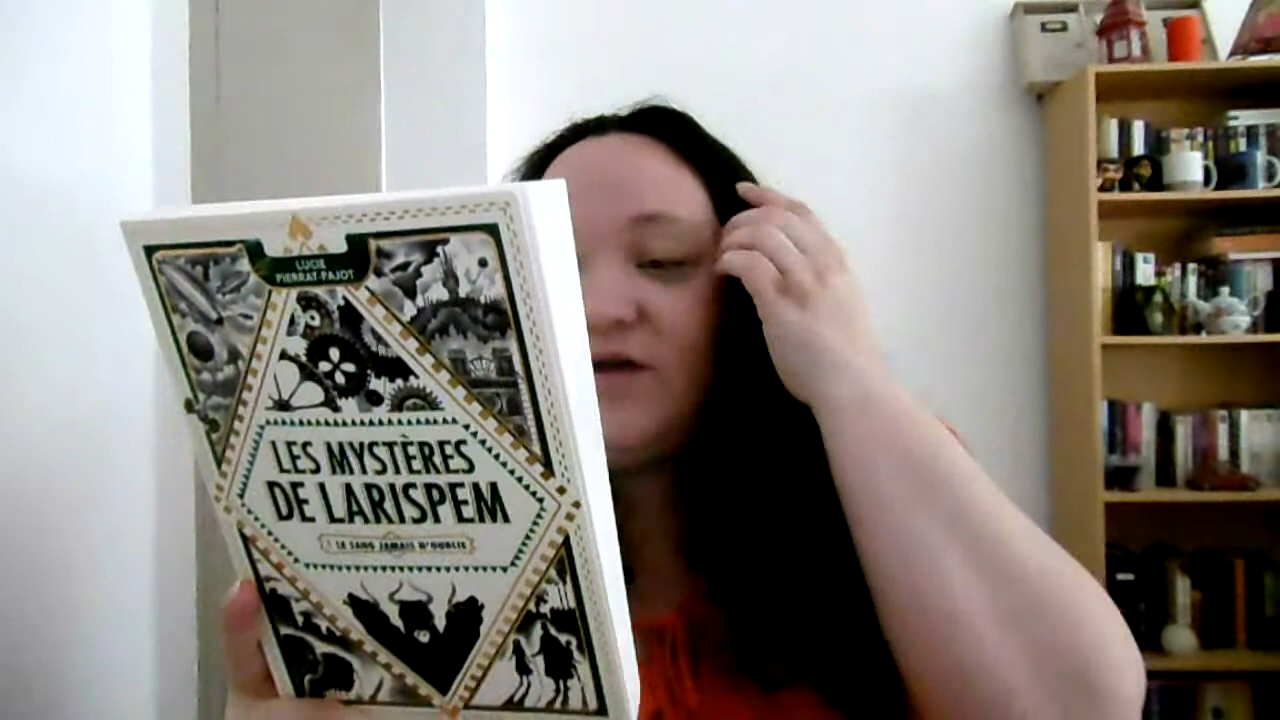 LUCIE
PIERRAT-PAJOT
LES MYSTÈRES
DE LARISPEM
LE SANG JAMAIS N'OUBLIE